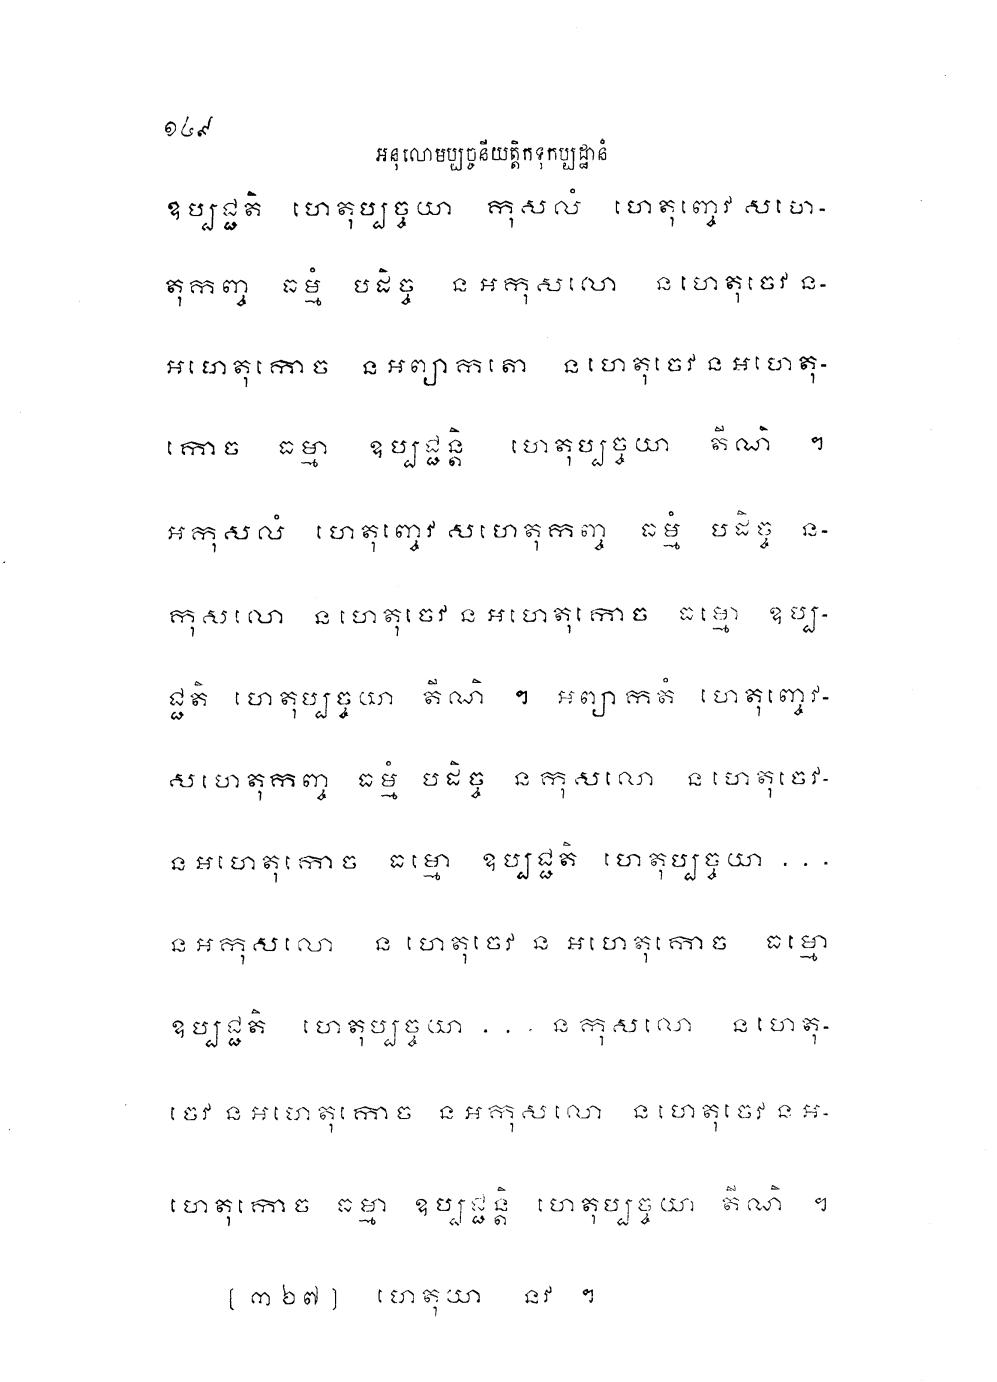 ១៤៩
អនុលោមប្បច្ចនីយត្តិកទុកប្បដ្ឋានំ
ឧប្បជ្ជតិ ហេតុប្បច្ចយា កុសលំ ហេតុញ្ចេវ សហេ-
តុកញ្ច ធម្មំ បដិច្ច ន អកុសលោ ន ហេតុចេវ ន-
អហេតុកោច ន អព្យាកតោ ន ហេតុចេវ ន អហេតុ-
កោច ធម្មា ឧប្បជ្ជន្តិ ហេតុប្បច្ចយា តីណិ ។
អកុសលំ ហេតុញ្ចេវ សហេតុកញ្ច ធម្មំ បដិច្ច ន-
កុសលោ ន ហេតុចេវ ន អហេតុកោច ធម្មោ ឧប្ប-
ជ្ជតិ ហេតុប្បច្ចយា តីណិ ។ អព្យាកតំ ហេតុញ្ចេវ-
សហេតុកញ្ច ធម្មំ បដិច្ច ន កុសលោ ន ហេតុចេវ-
ន អហេតុកោច ធម្មោ ឧប្បជ្ជតិ ហេតុប្បច្ចយា ...
ន អកុសលោ ន ហេតុចេវ ន អហេតុកោច ធម្មោ
ឧប្បជ្ជតិ ហេតុប្បច្ចយា ... ន កុសលោ ន ហេតុ-
ចេវ ន អហេតុកោច ន អកុសលោ ន ហេតុចេវ ន អ-
ហេតុកោច ធម្មា ឧប្បជ្ជន្តិ ហេតុប្បច្ចយា តីណិ ។
[៣៦៧] ហេតុយា នវ ។